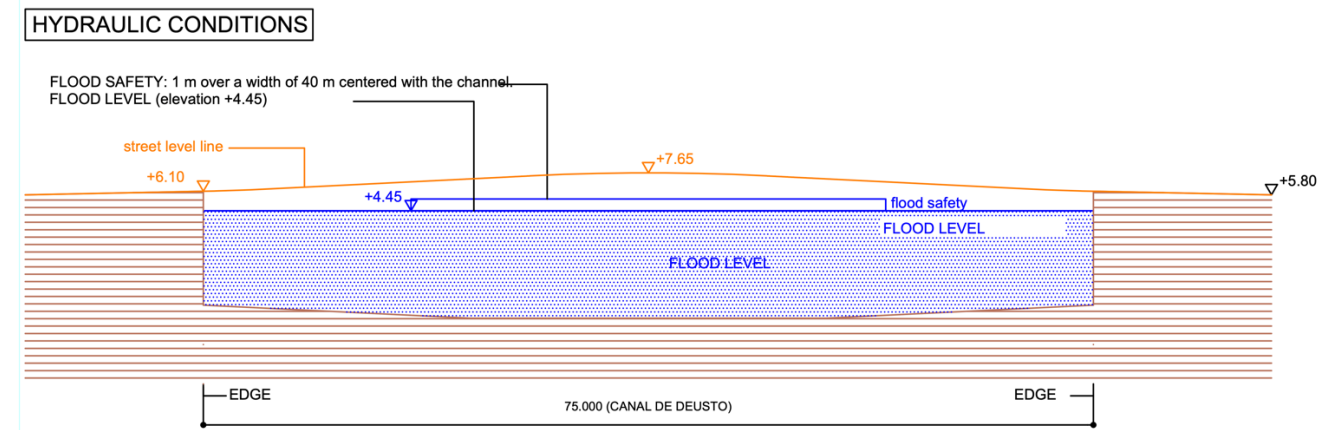 HYDRAULIC CONDITIONS
FLOOD SAFETY: 1 m over a width of 40 m centered with the channel.
FLOOD LEVEL (elevation +4.45)
street level line
+7.65
+6.10
+5.80
+4.45
flood safety
FLOOD LEVEL
FLOOD LEVEL
EDGE
EDGE
75.000 (CANAL DE DEUSTO)